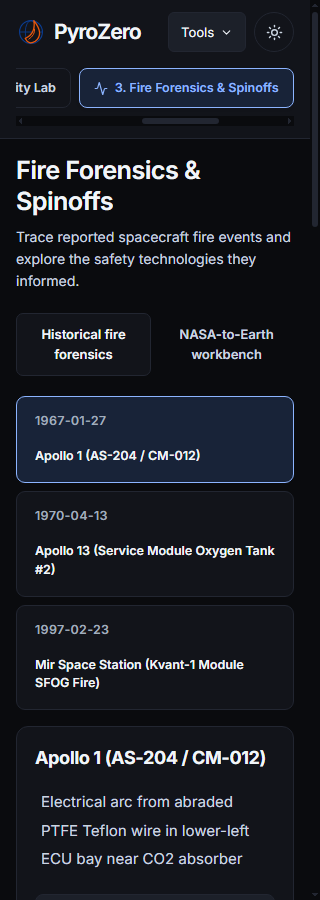 PyroZero
Tools
ity Lab
3. Fire Forensics & Spinoffs
Fire Forensics &
Spinoffs
Trace reported spacecraft fire events and
explore the safety technologies they
informed.
Historical fire
forensics
NASA-to-Earth
workbench
1967-01-27
Apollo 1 (AS-204 / CM-012)
1970-04-13
Apollo 13 (Service Module Oxygen Tank
#2)
1997-02-23
Mir Space Station (Kvant-1 Module
SFOG Fire)
Apollo 1 (AS-204 / CM-012)
Electrical arc from abraded
PTFE Teflon wire in lower-left
ECU bay near CO2 absorber